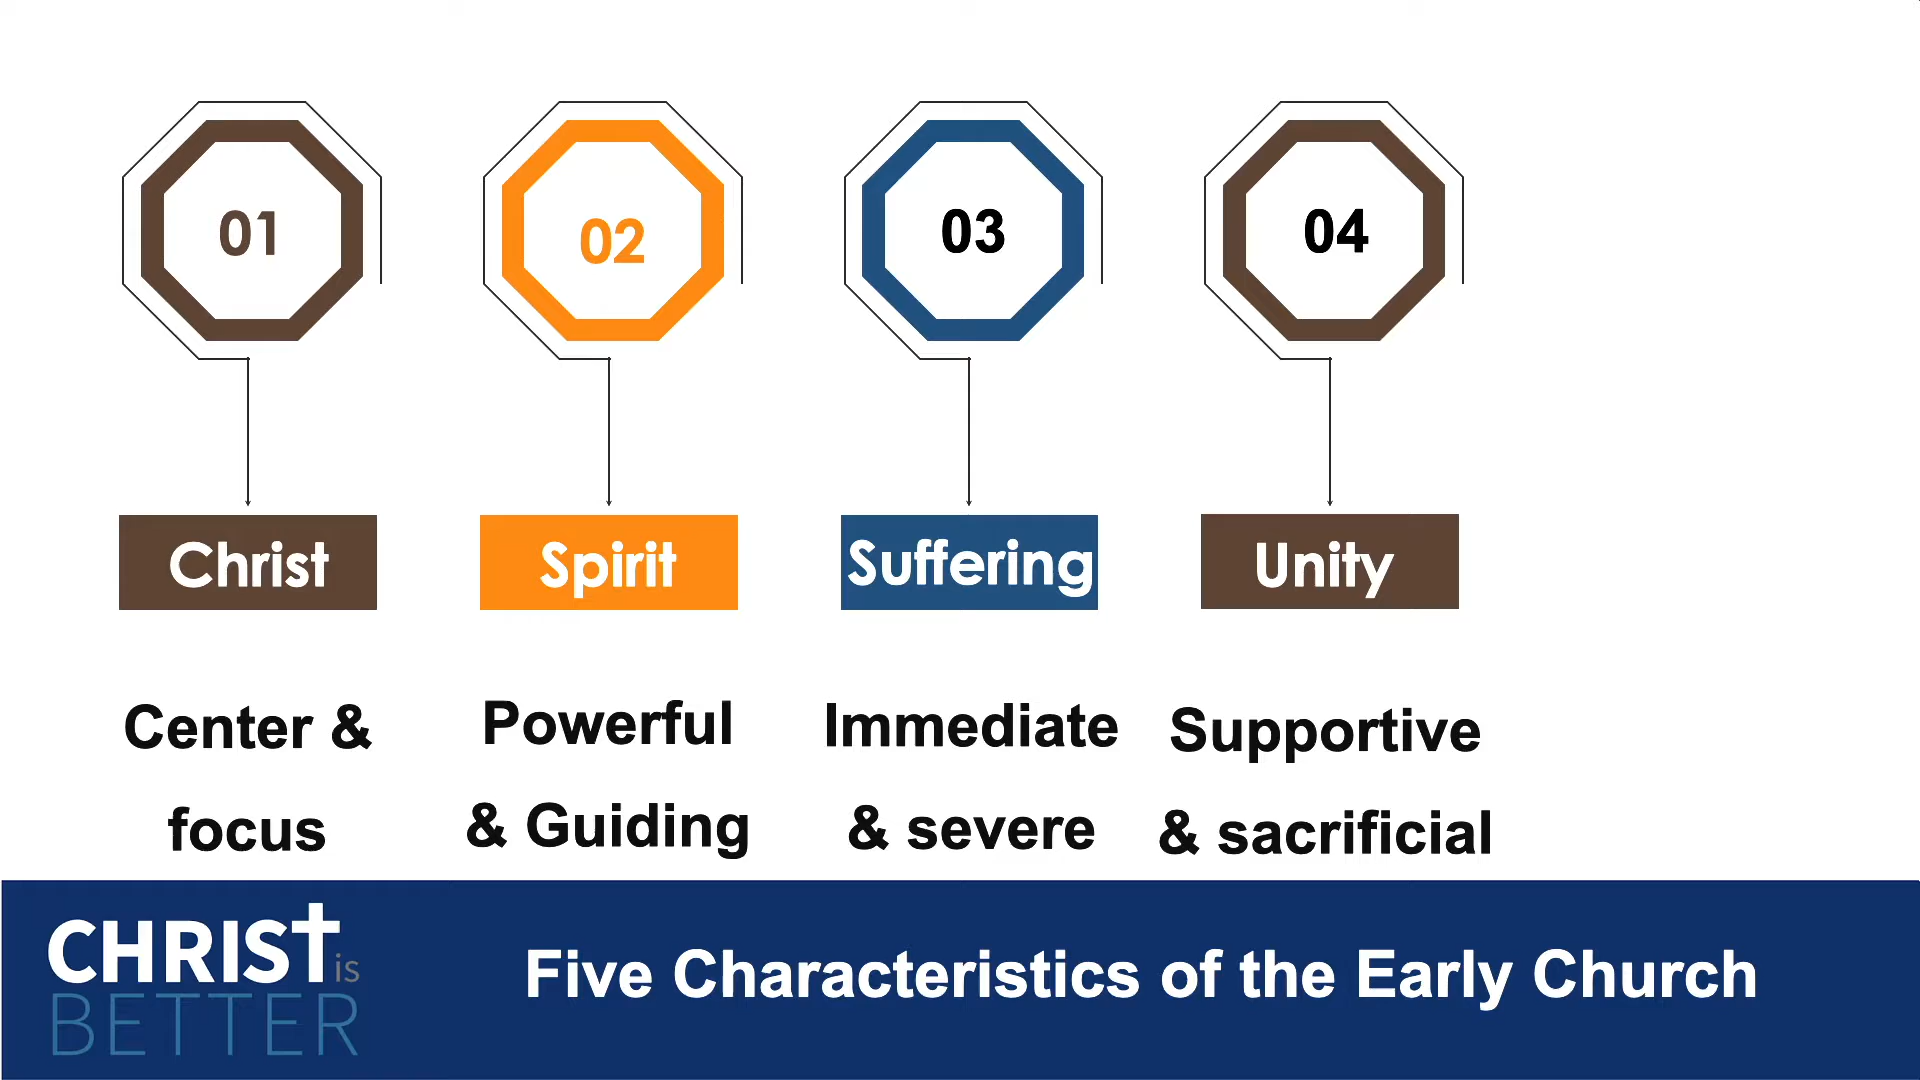 01
02
03
04
Christ
Spirit
Suffering
Unity
Center &
focus
Powerful
& Guiding
Immediate
& severe
Supportive
& sacrificial
CHRIST is
BETTER
Five Characteristics of the Early Church